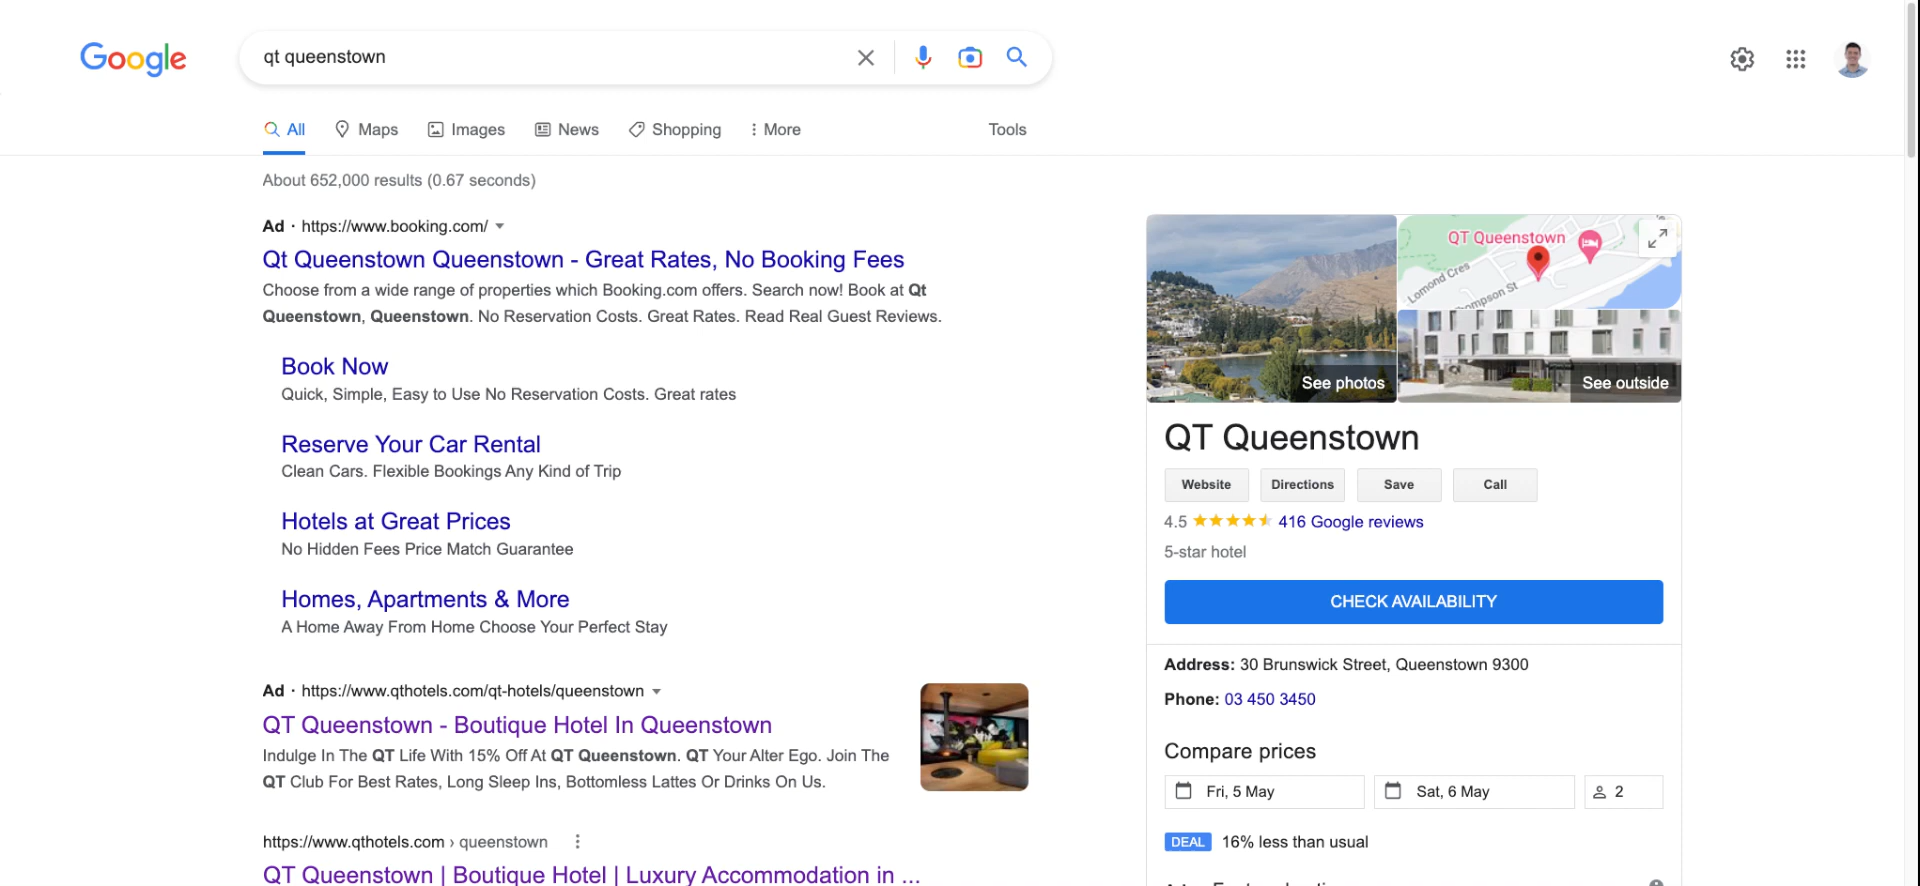 Google
qt queenstown
All
Maps
Images
News
Shopping
More
Tools
About 652,000 results (0.67 seconds)
Ad · https://www.booking.com/
Qt Queenstown Queenstown - Great Rates, No Booking Fees
Choose from a wide range of properties which Booking.com offers. Search now! Book at Qt
Queenstown, Queenstown. No Reservation Costs. Great Rates. Read Real Guest Reviews.
Book Now
Quick, Simple, Easy to Use No Reservation Costs. Great rates
Reserve Your Car Rental
Clean Cars. Flexible Bookings Any Kind of Trip
Hotels at Great Prices
No Hidden Fees Price Match Guarantee
Homes, Apartments & More
A Home Away From Home Choose Your Perfect Stay
Ad · https://www.qthotels.com/qt-hotels/queenstown
QT Queenstown - Boutique Hotel In Queenstown
Indulge In The QT Life With 15% Off At QT Queenstown. QT Your Alter Ego. Join The
QT Club For Best Rates, Long Sleep Ins, Bottomless Lattes Or Drinks On Us.
https://www.qthotels.com › queenstown
QT Queenstown | Boutique Hotel | Luxury Accommodation in ...
QT Queenstown
Lomond Cres
ompson St
See photos
See outside
QT Queenstown
Website
Directions
Save
Call
4.5
416 Google reviews
5-star hotel
CHECK AVAILABILITY
Address: 30 Brunswick Street, Queenstown 9300
Phone: 03 450 3450
Compare prices
Fri, 5 May
Sat, 6 May
2
DEAL 16% less than usual